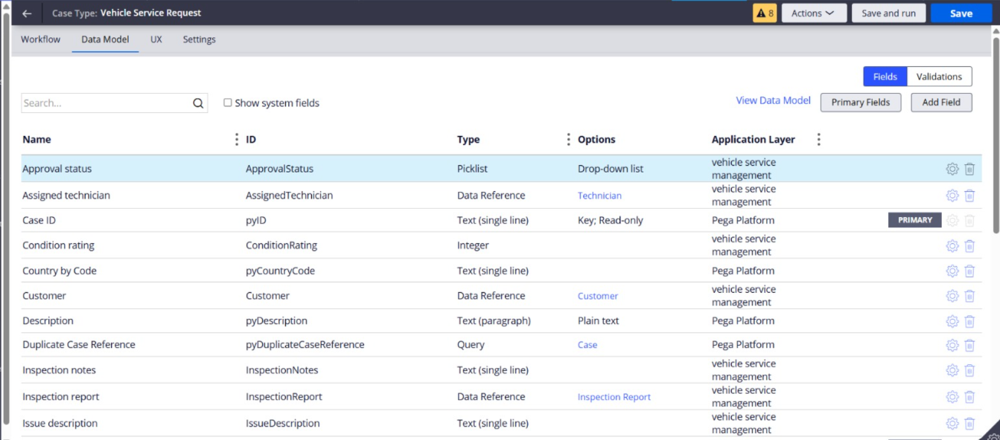 Case Type: Vehicle Service Request 8 Actions Save and run Save
Workflow Data Model UX Settings
Fields Validations
Search... Show system fields View Data Model Primary Fields Add Field
Name ID Type Options Application Layer
Approval status ApprovalStatus Picklist Drop-down list vehicle service
management
Assigned technician AssignedTechnician Data Reference Technician vehicle service
management
Case ID pyID Text (single line) Key; Read-only Pega Platform PRIMARY
Condition rating ConditionRating Integer vehicle service
management
Country by Code pyCountryCode Text (single line) Pega Platform
Customer Customer Data Reference Customer vehicle service
management
Description pyDescription Text (paragraph) Plain text Pega Platform
Duplicate Case Reference pyDuplicateCaseReference Query Case Pega Platform
Inspection notes InspectionNotes Text (single line) vehicle service
management
Inspection report InspectionReport Data Reference Inspection Report vehicle service
management
Issue description IssueDescription Text (single line) vehicle service
management